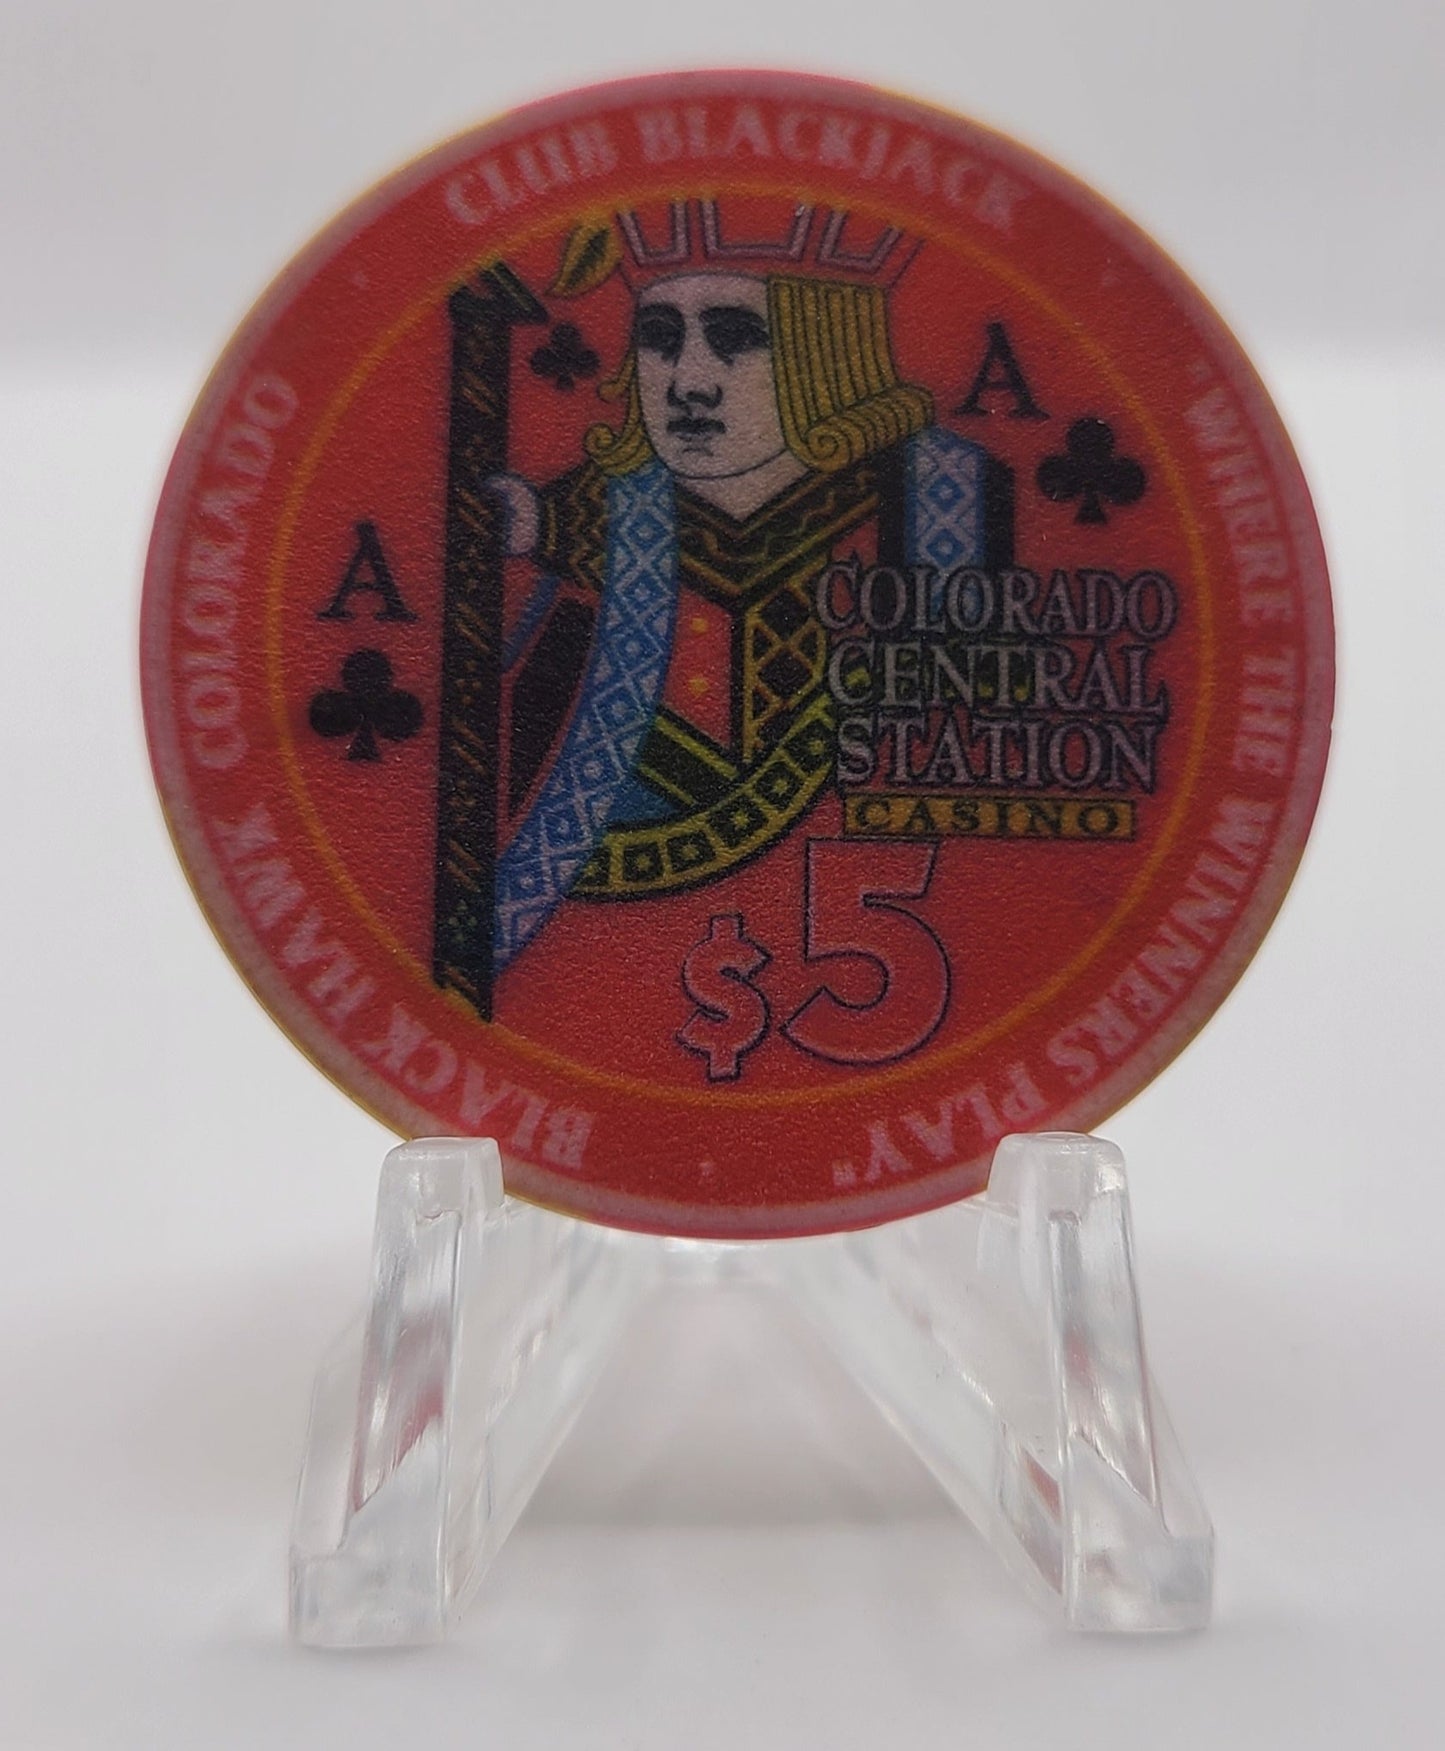 CLUB BLACKJACK
"WHERE THE WINNERS PLAY"
BLACK HAWK COLORADO
A
A
COLORADO
CENTRAL
STATION
CASINO
$5